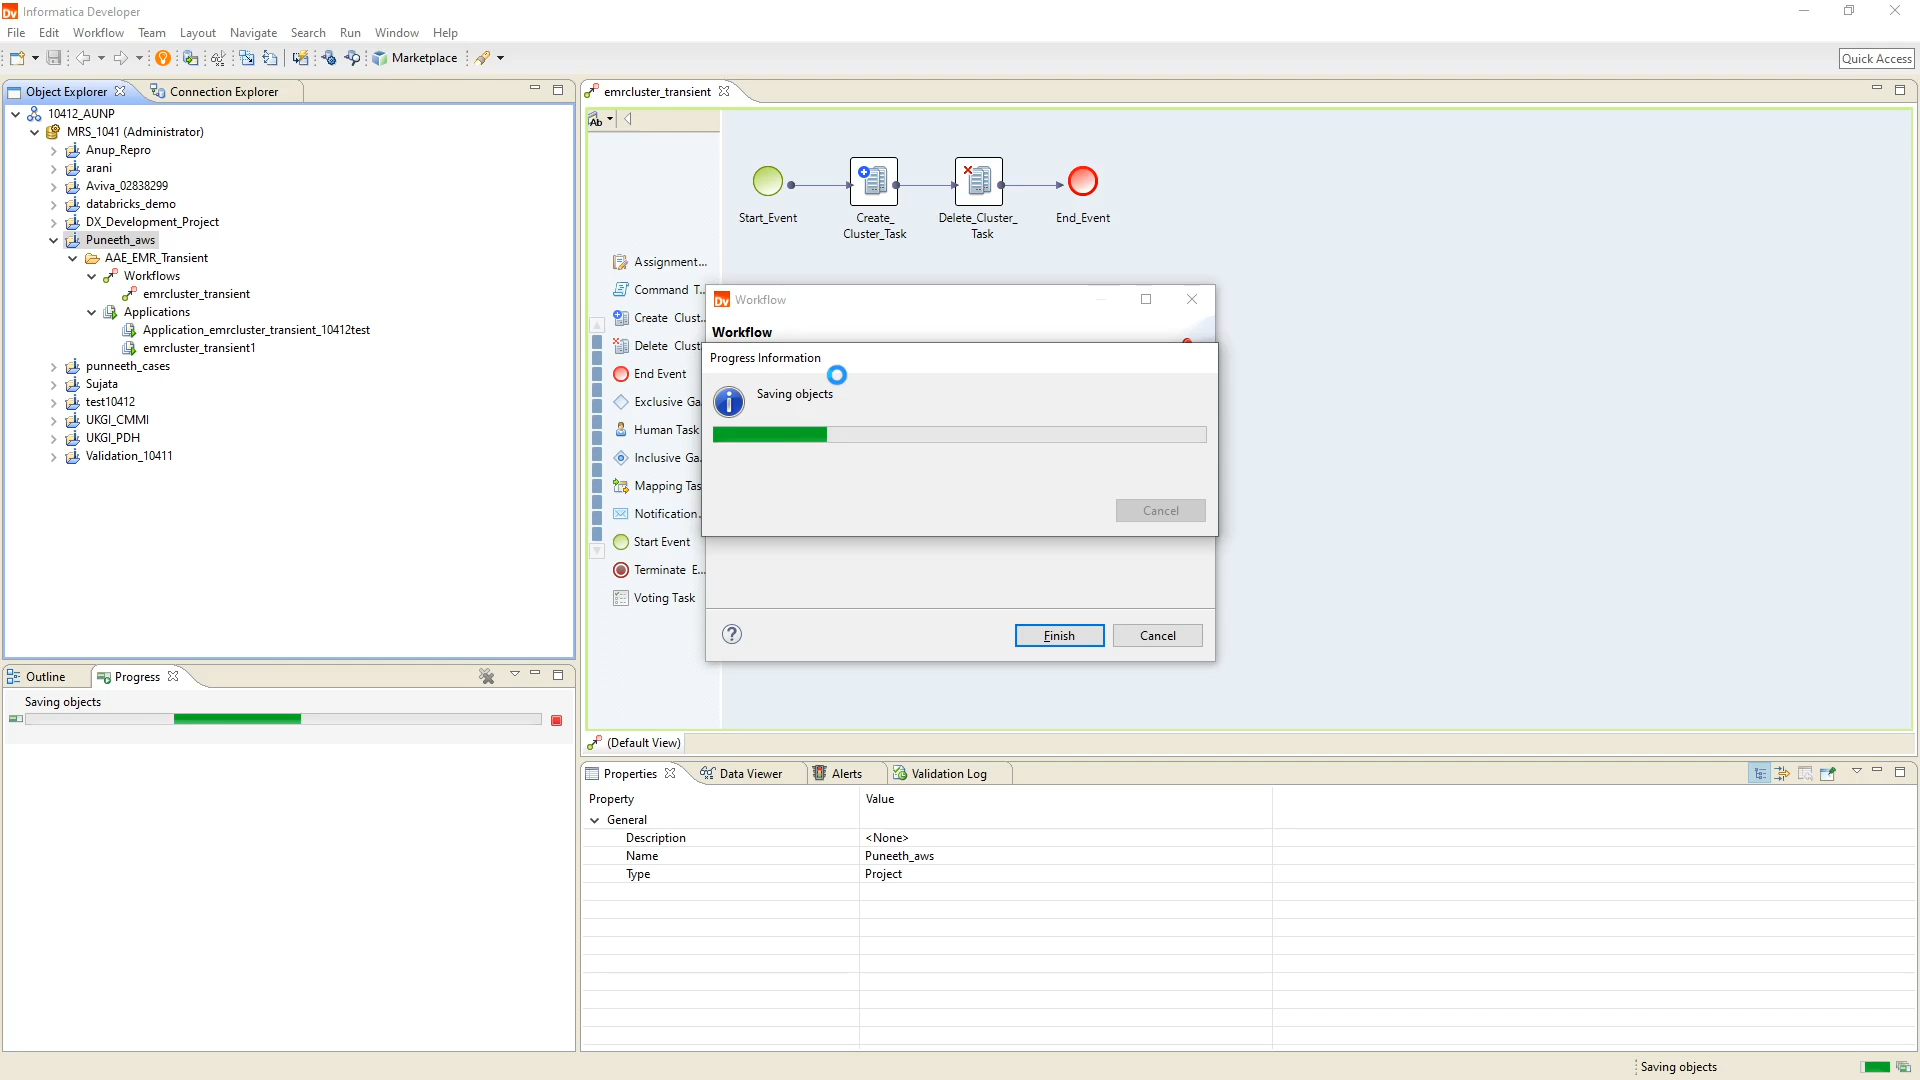 Informatica Developer
File Edit Workflow Team Layout Navigate Search Run Window Help
Marketplace
Quick Access
Object Explorer
Connection Explorer
10412_AUNP
MRS_1041 (Administrator)
Anup_Repro
arani
Aviva_02838299
databricks_demo
DX_Development_Project
Puneeth_aws
AAE_EMR_Transient
Workflows
emrcluster_transient
Applications
Application_emrcluster_transient_10412test
emrcluster_transient1
punneeth_cases
Sujata
test10412
UKGI_CMMI
UKGI_PDH
Validation_10411
Outline
Progress
Saving objects
emrcluster_transient
Ab
Start_Event
Create_
Cluster_Task
Delete_Cluster_
Task
End_Event
Assignment...
Command T...
Create Clust...
Delete Clust
End Event
Exclusive Ga
Human Task
Inclusive Ga...
Mapping Tas
Notification...
Start Event
Terminate E...
Voting Task
Dv Workflow
Workflow
Progress Information
Saving objects
Cancel
?
Finish
Cancel
(Default View)
Properties
Data Viewer
Alerts
Validation Log
Property Value
General
Description <None>
Name Puneeth_aws
Type Project
Saving objects